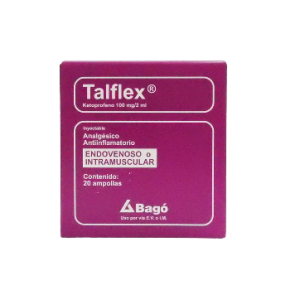 Talflex®
Ketoprofeno 100 mg/2 ml
Inyectable
Analgésico
Antiinflamatorio
ENDOVENOSO o
INTRAMUSCULAR
Contenido:
20 ampollas
Bagó
Uso por vía E.V. o I.M.